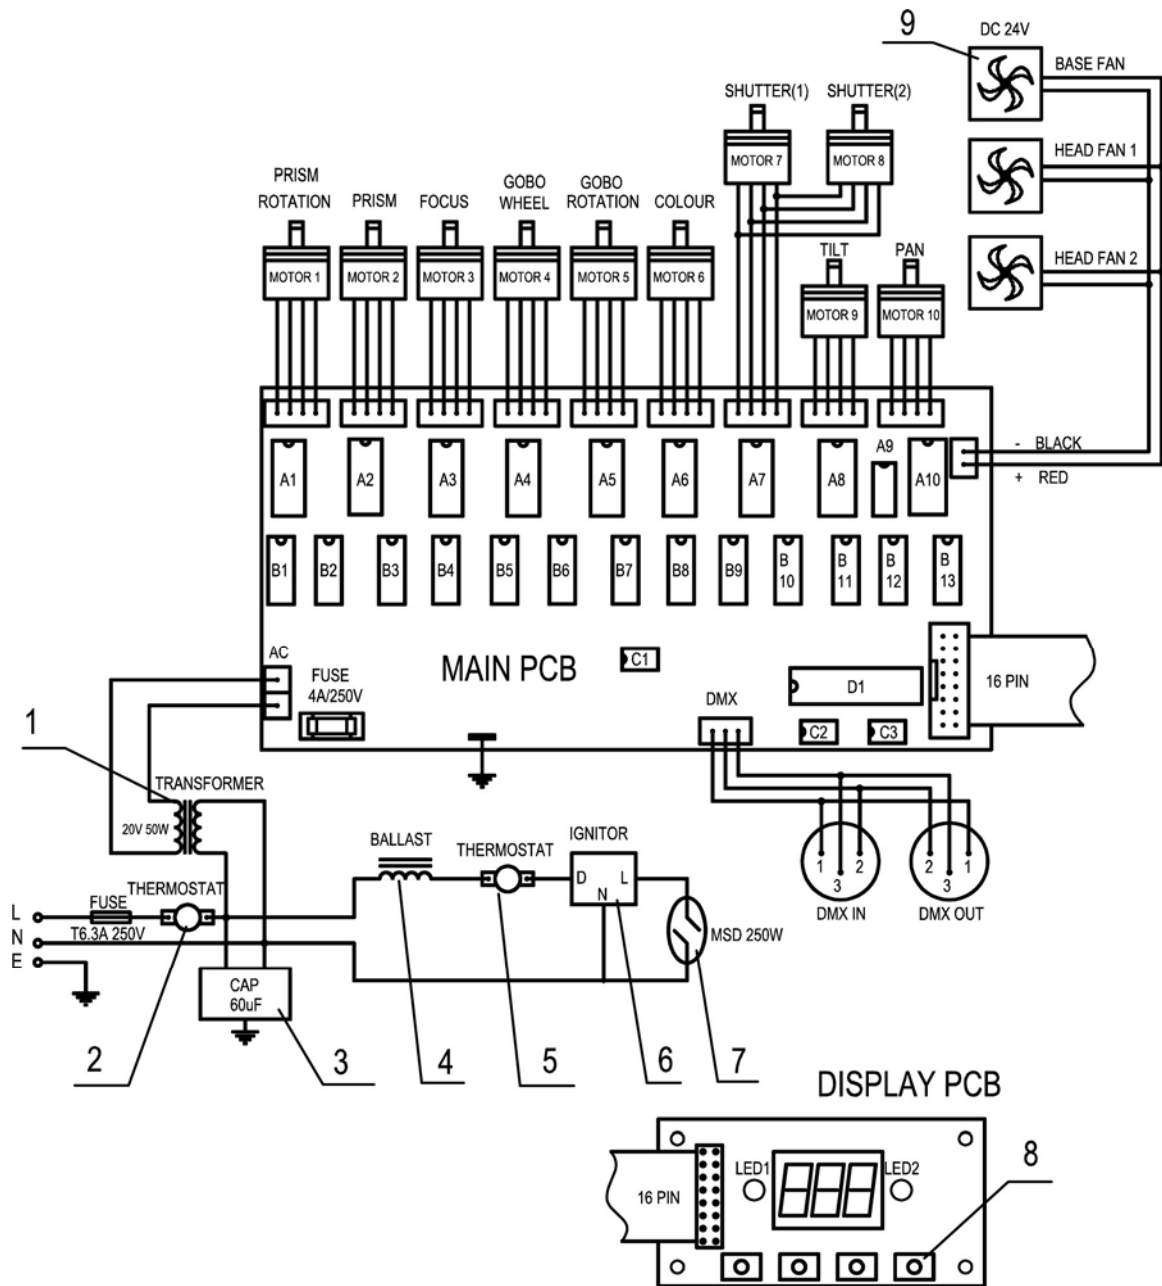 9
DC 24V
BASE FAN
HEAD FAN 1
HEAD FAN 2
SHUTTER(1)
SHUTTER(2)
MOTOR 7
MOTOR 8
PRISM
ROTATION
PRISM
FOCUS
GOBO
WHEEL
GOBO
ROTATION
COLOUR
TILT
PAN
MOTOR 1
MOTOR 2
MOTOR 3
MOTOR 4
MOTOR 5
MOTOR 6
MOTOR 9
MOTOR 10
- BLACK
+ RED
A1
A2
A3
A4
A5
A6
A7
A8
A9
A10
B1
B2
B3
B4
B5
B6
B7
B8
B9
B
10
B
11
B
12
B
13
AC
FUSE
4A/250V
MAIN PCB
C1
D1
DMX
C2
C3
16 PIN
1
TRANSFORMER
20V 50W
BALLAST
THERMOSTAT
IGNITOR
D
L
N
MSD 250W
1
3
2
DMX IN
2
3
1
DMX OUT
L
N
E
FUSE
T6.3A 250V
THERMOSTAT
CAP
60uF
2
3
4
5
6
7
DISPLAY PCB
16 PIN
LED1
LED2
8